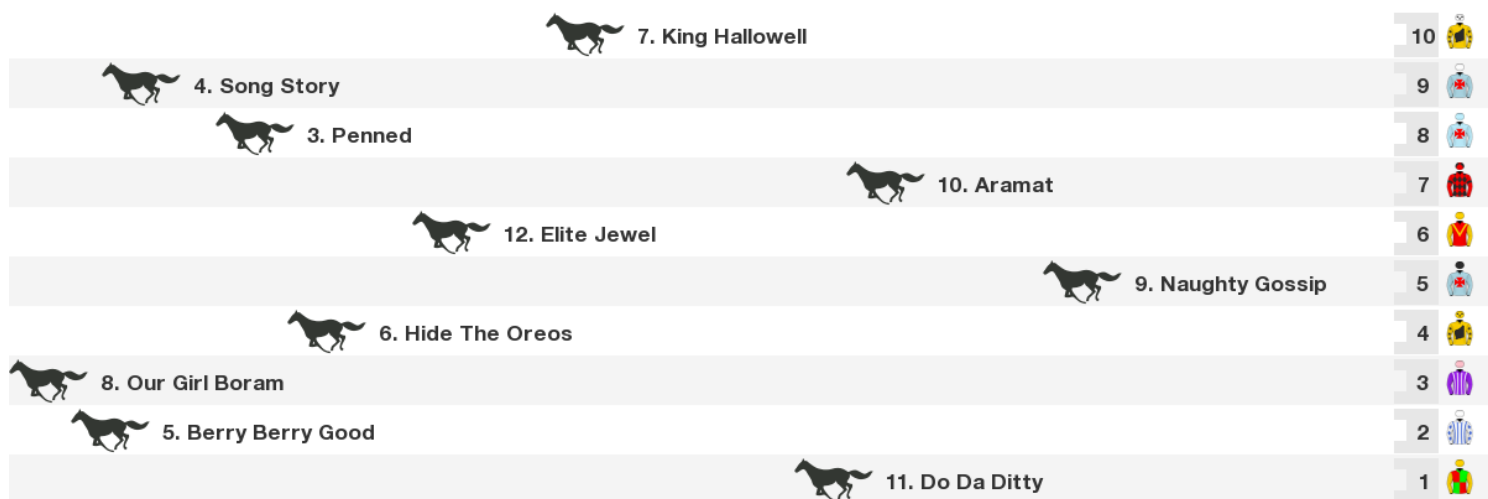 7. King Hallowell 10
4. Song Story 9
3. Penned 8
10. Aramat 7
12. Elite Jewel 6
9. Naughty Gossip 5
6. Hide The Oreos 4
8. Our Girl Boram 3
5. Berry Berry Good 2
11. Do Da Ditty 1